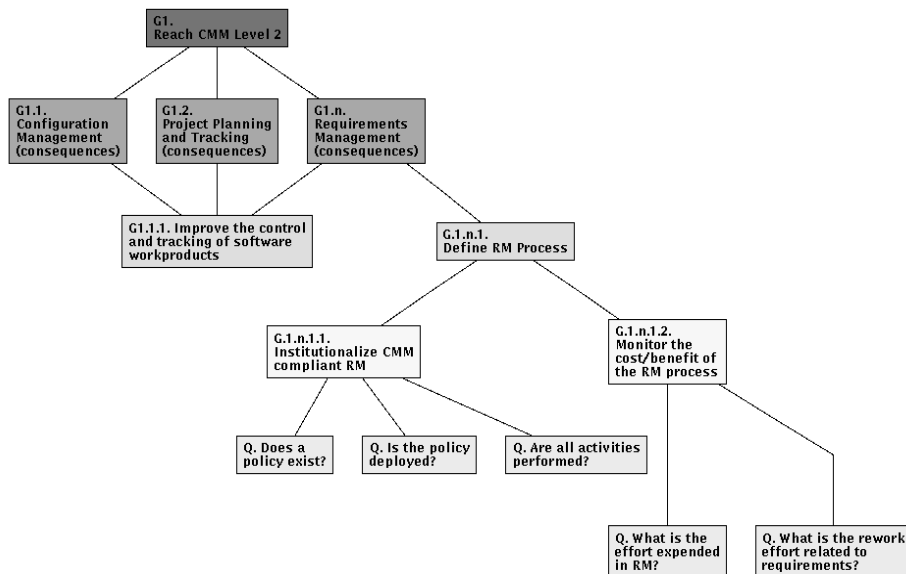 G1.
Reach CMM Level 2
G1.1.
Configuration
Management
(consequences)
G1.2.
Project Planning
and Tracking
(consequences)
G1.n.
Requirements
Management
(consequences)
G1.1.1. Improve the control
and tracking of software
workproducts
G.1.n.1.
Define RM Process
G.1.n.1.1.
Institutionalize CMM
compliant RM
G.1.n.1.2.
Monitor the
cost/benefit of
the RM process
Q. Does a
policy exist?
Q. Is the policy
deployed?
Q. Are all activities
performed?
Q. What is the
effort expended
in RM?
Q. What is the rework
effort related to
requirements?